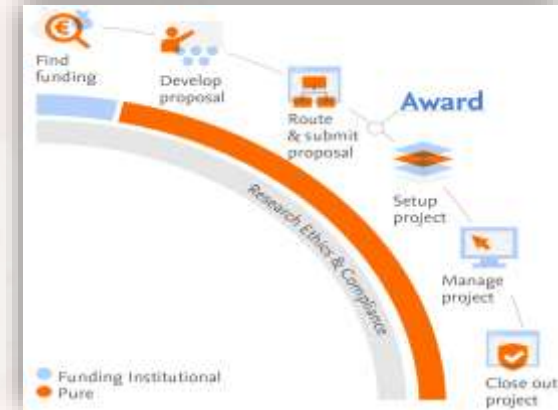 Find
funding
Develop
proposal
Route
& submit
proposal
Award
Setup
project
Manage
project
Close out
project
Research Ethics & Compliance
Funding Institutional
Pure